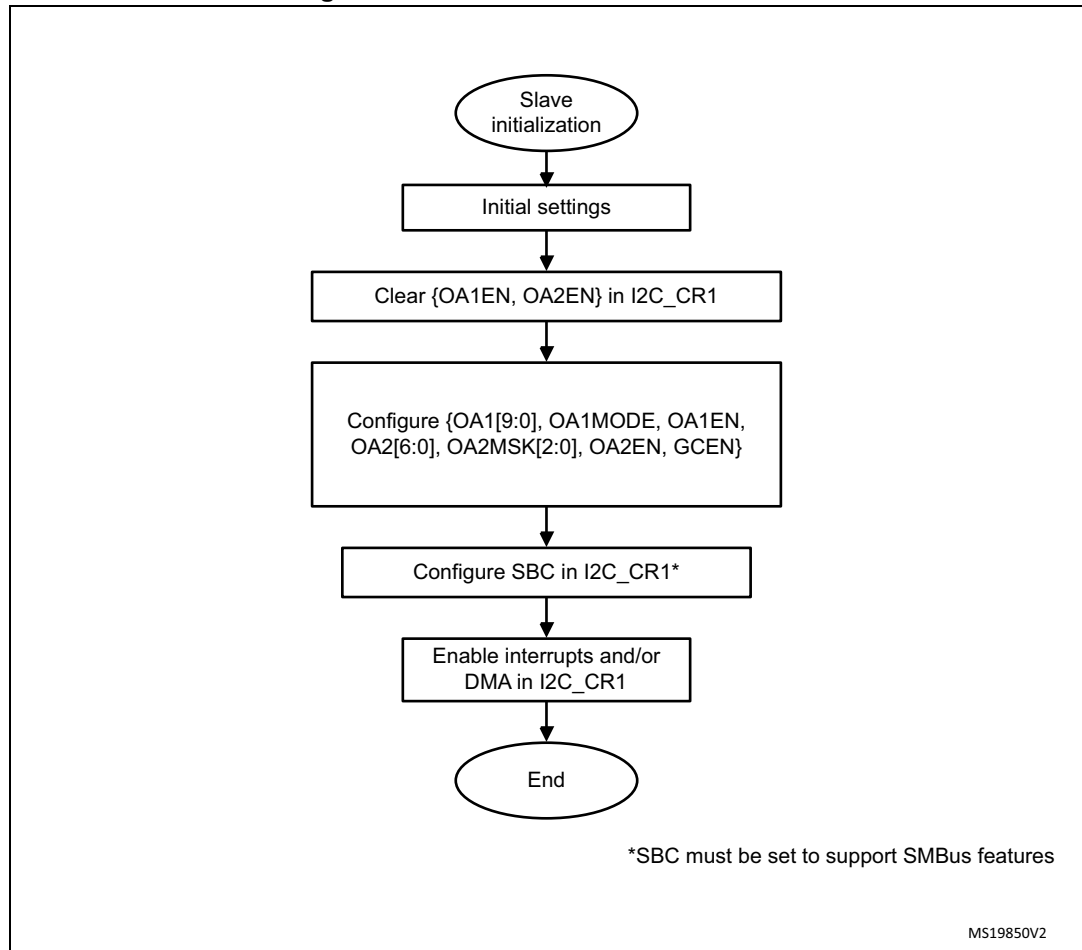 Slave
initialization
Initial settings
Clear {OA1EN, OA2EN} in I2C_CR1
Configure {OA1[9:0], OA1MODE, OA1EN,
OA2[6:0], OA2MSK[2:0], OA2EN, GCEN}
Configure SBC in I2C_CR1*
Enable interrupts and/or
DMA in I2C_CR1
End
*SBC must be set to support SMBus features
MS19850V2